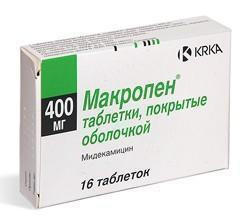 KRKA
400
мг
Макропен®
таблетки, покрытые
оболочкой
Мидекамицин
16 таблеток